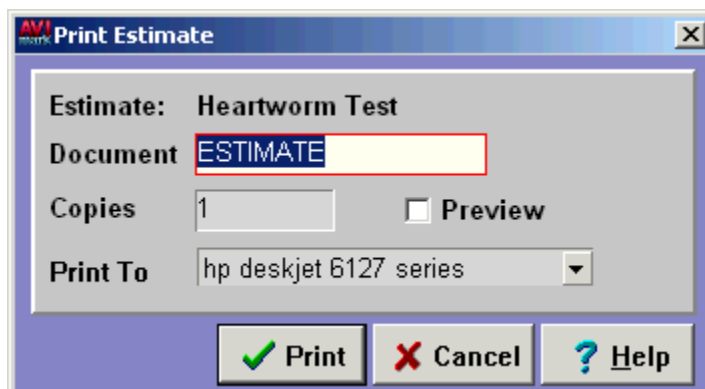 AVI mark Print Estimate
Estimate: Heartworm Test
Document ESTIMATE
Copies 1 Preview
Print To hp deskjet 6127 series
Print Cancel ? Help